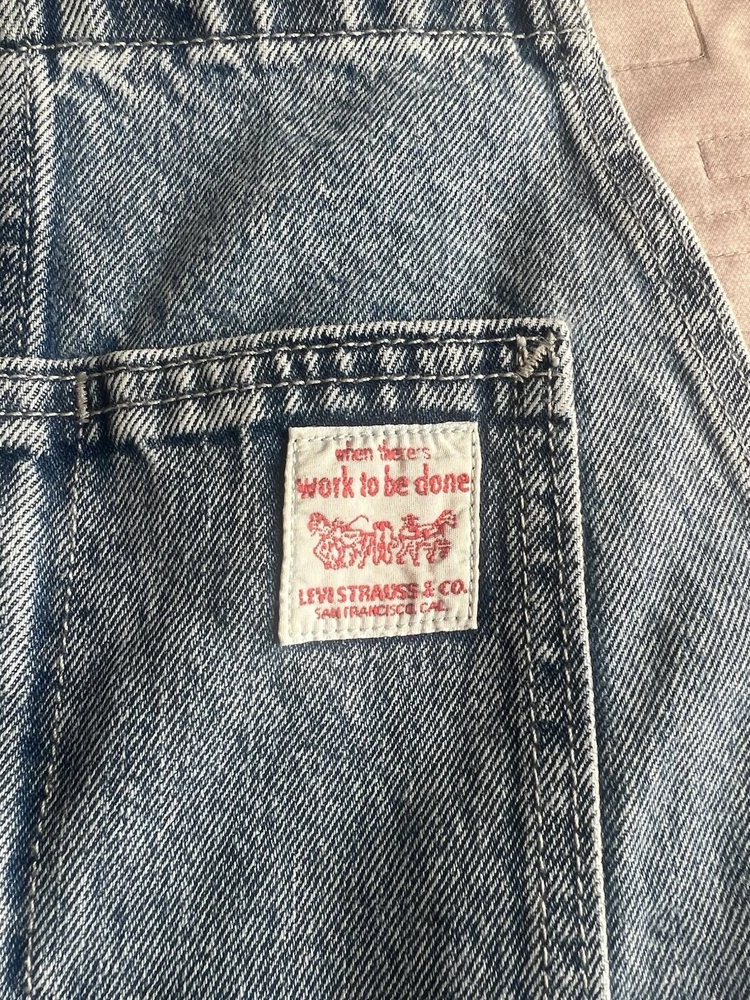 when there's
work to be done
LEVI STRAUSS & CO.
SAN FRANCISCO, CAL.